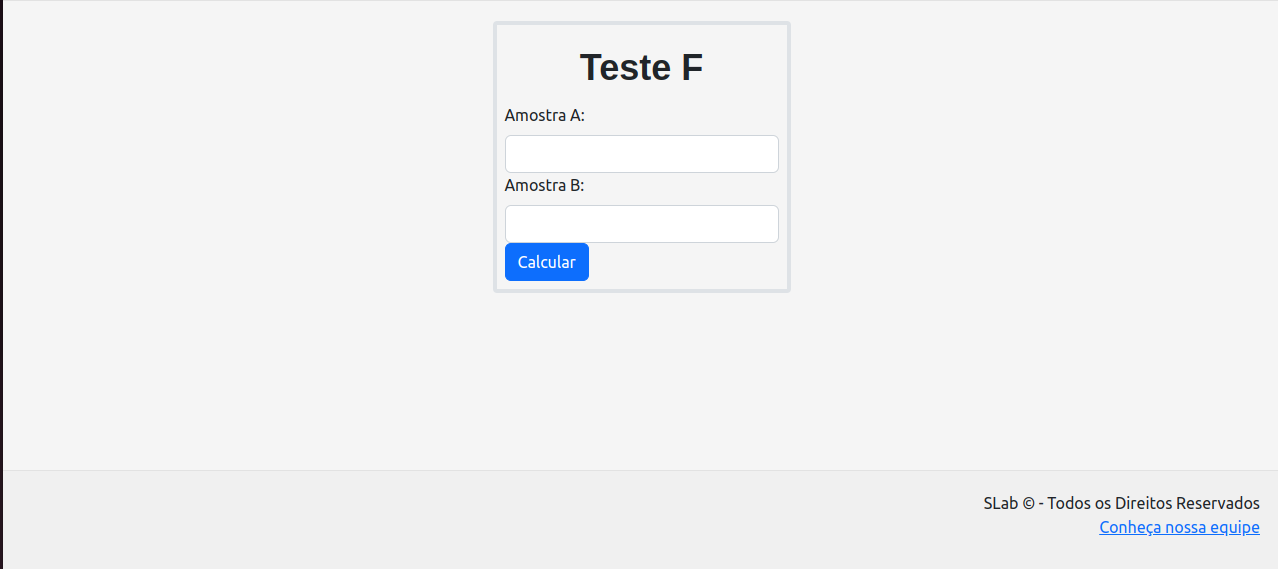 Teste F
Amostra A:
Amostra B:
Calcular
SLab © - Todos os Direitos Reservados
Conheça nossa equipe